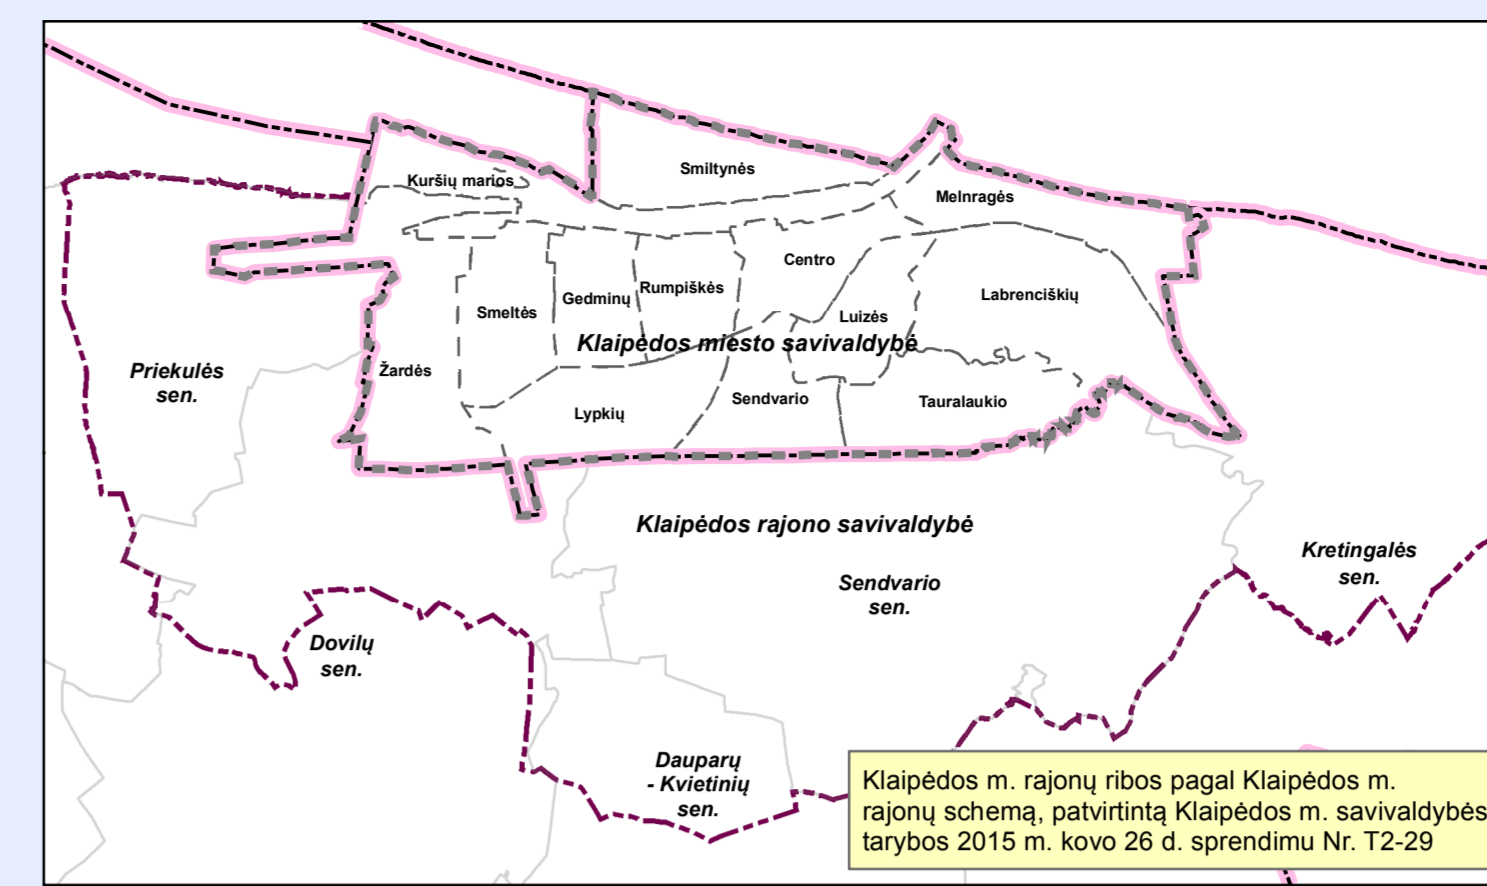 Smiltynės
Kuršių marios
Melnragės
Centro
Rumpiškės
Gedminų
Labrenciškių
Smeltės
Luizės
Klaipėdos miesto savivaldybė
Žardės
Priekulės
sen.
Sendvario
Tauralaukio
Lypkių
Klaipėdos rajono savivaldybė
Kretingalės
sen.
Sendvario
sen.
Dovilų
sen.
Dauparų
- Kvietinių
sen.
Klaipėdos m. rajonų ribos pagal Klaipėdos m.
rajonų schemą, patvirtintą Klaipėdos m. savivaldybės
tarybos 2015 m. kovo 26 d. sprendimu Nr. T2-29